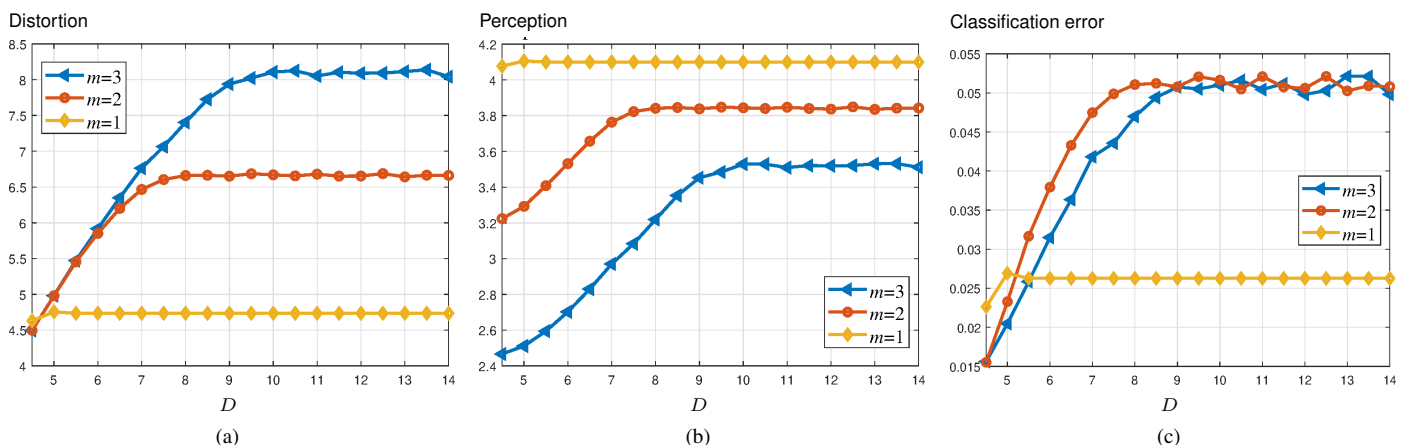 Distortion
8.5
8
7.5
7
6.5
6
5.5
5
4.5
4
m=3
m=2
m=1
5 6 7 8 9 10 11 12 13 14
D
(a)
Perception
4.2
4
3.8
3.6
3.4
3.2
3
2.8
2.6
2.4
m=3
m=2
m=1
5 6 7 8 9 10 11 12 13 14
D
(b)
Classification error
0.055
0.05
0.045
0.04
0.035
0.03
0.025
0.02
0.015
m=3
m=2
m=1
5 6 7 8 9 10 11 12 13 14
D
(c)